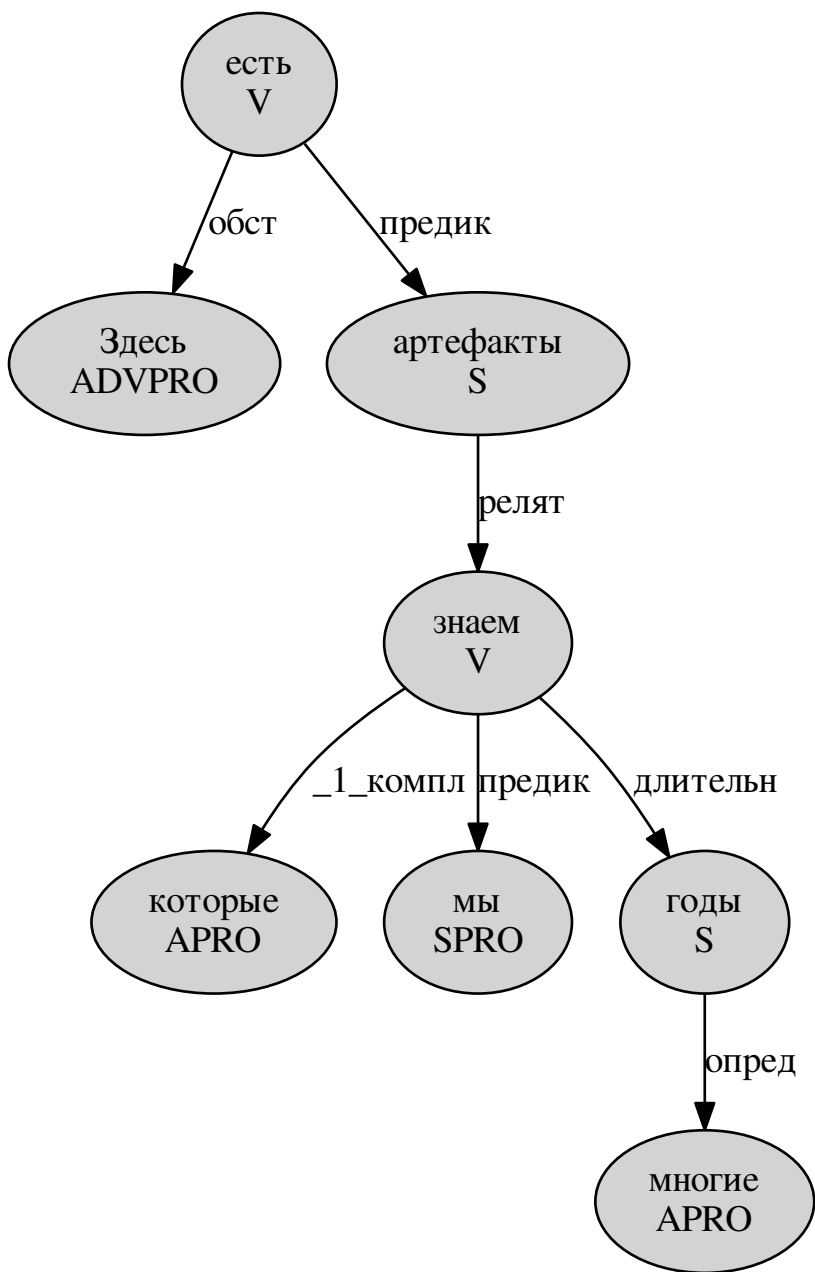 есть
V
обст
предик
Здесь
ADVPRO
артефакты
S
релят
знаем
V
_1_компл
предик
длительн
которые
APRO
мы
SPRO
годы
S
опред
многие
APRO